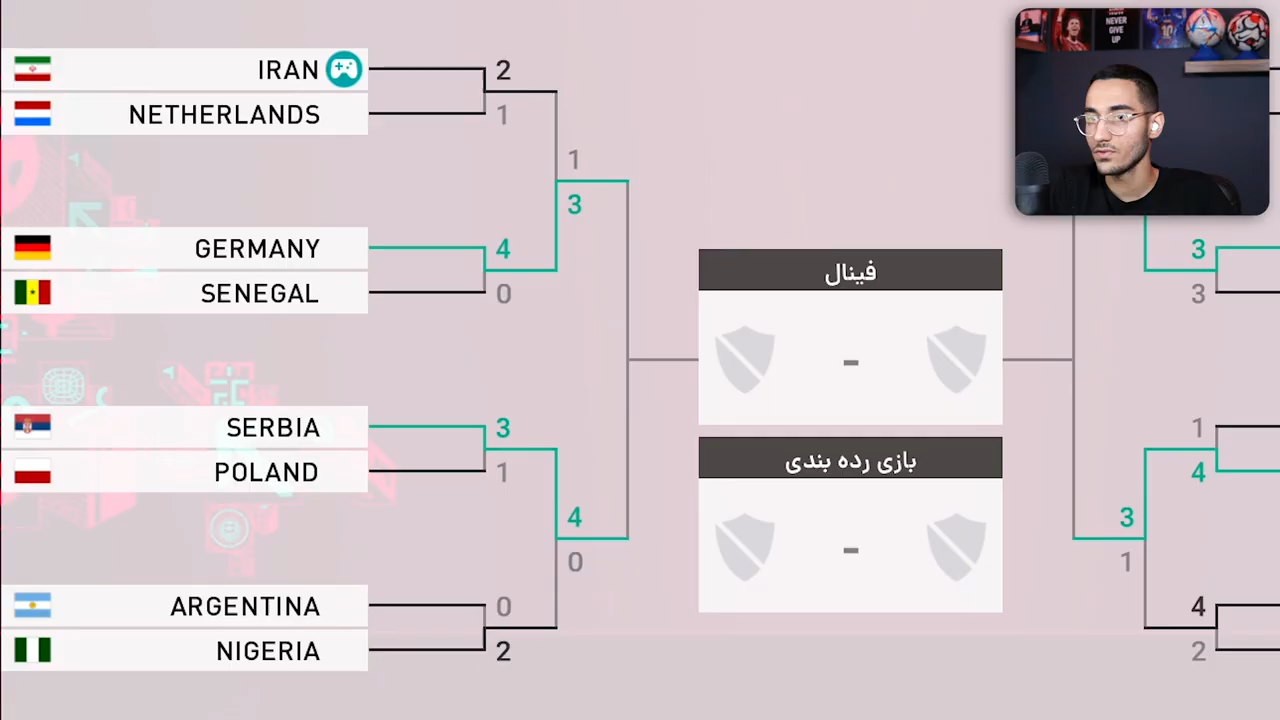 IRAN 2
NETHERLANDS 1
1
3
GERMANY 4
SENEGAL 0
SERBIA 3
POLAND 1
4
0
ARGENTINA 0
NIGERIA 2
فینال
-
بازی رده بندی
-
NEVER
GIVE
UP
10
3
3
1
4
3
1
4
2